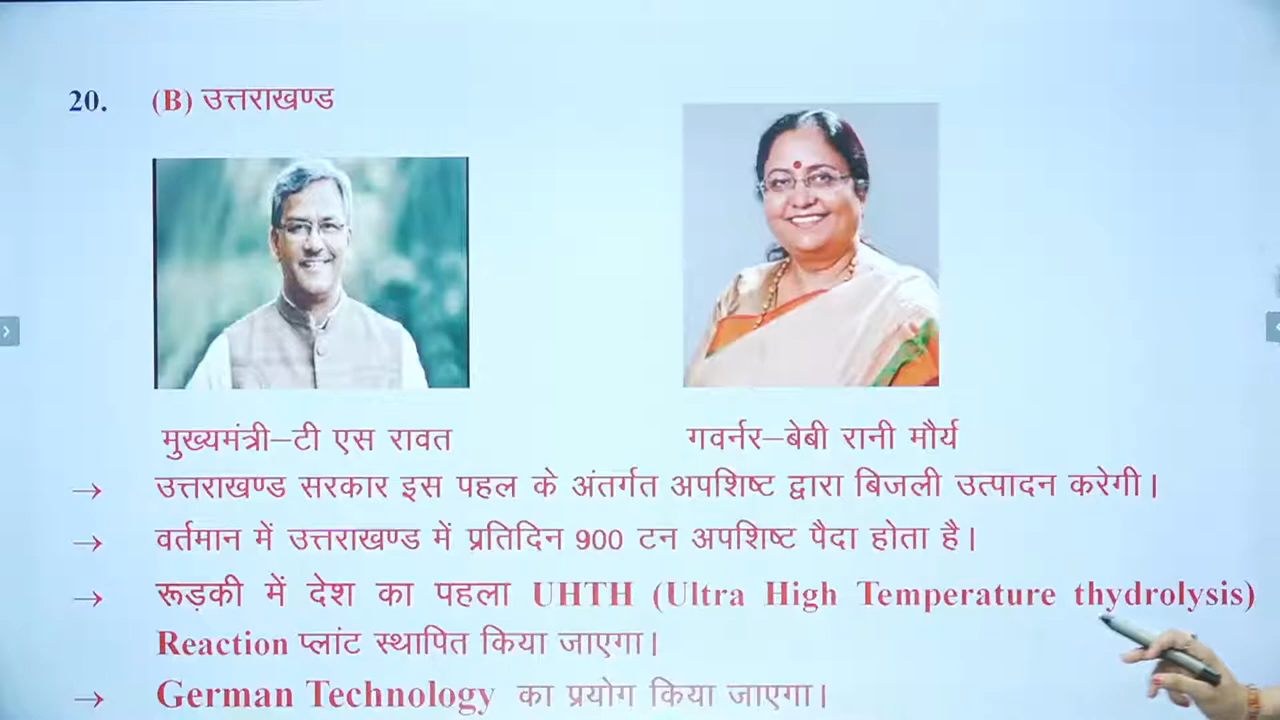 20. (B) उत्तराखण्ड
मुख्यमंत्री–टी एस रावत
गवर्नर–बेबी रानी मौर्य
→ उत्तराखण्ड सरकार इस पहल के अंतर्गत अपशिष्ट द्वारा बिजली उत्पादन करेगी।
→ वर्तमान में उत्तराखण्ड में प्रतिदिन 900 टन अपशिष्ट पैदा होता है।
→ रूड़की में देश का पहला UHTH (Ultra High Temperature thydrolysis)
Reaction प्लांट स्थापित किया जाएगा।
→ German Technology का प्रयोग किया जाएगा।